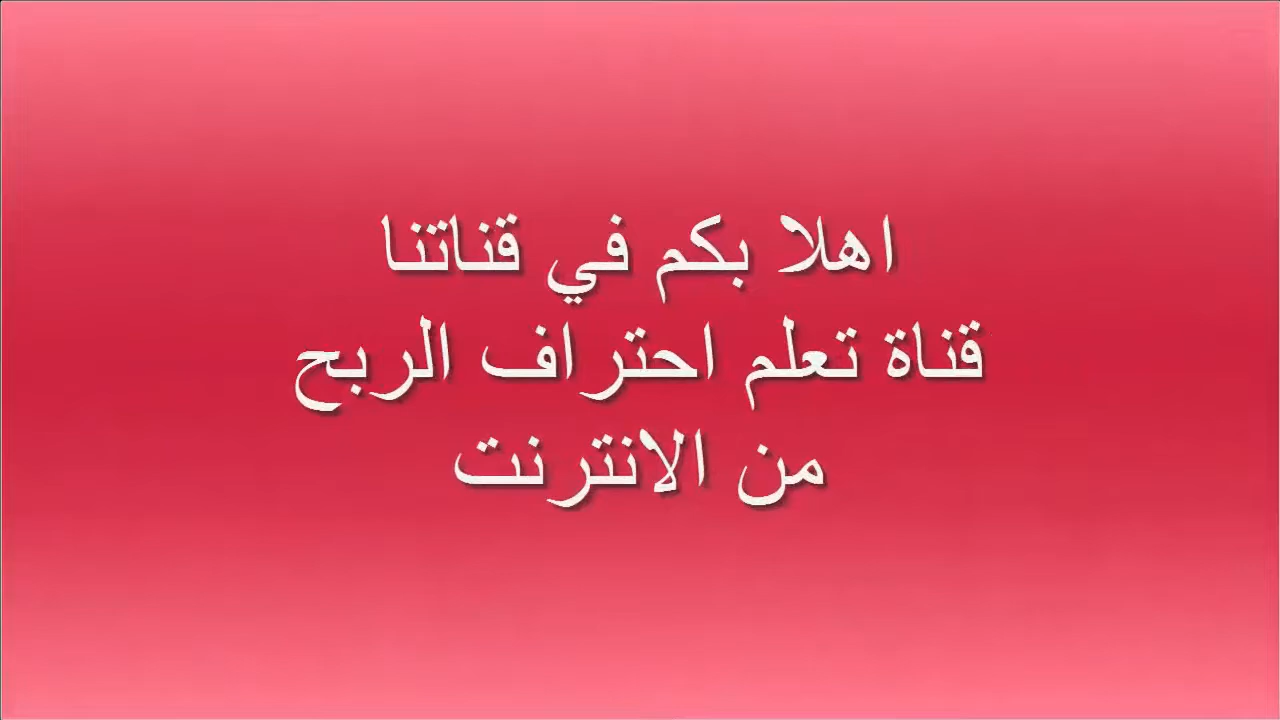 اهلا بكم في قناتنا
قناة تعلم احتراف الربح
من الانترنت